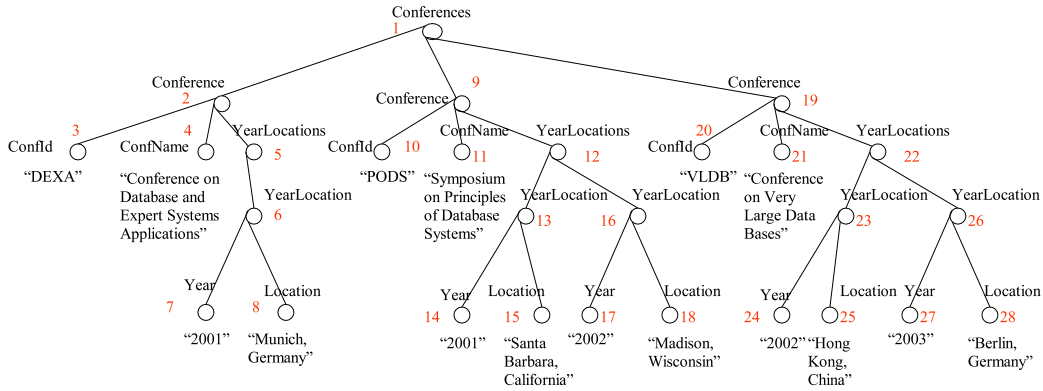 Conferences
1
Conference
2
9
Conference
Conference
19
3
ConfId
"DEXA"
4
ConfName
"Conference on
Database and
Expert Systems
Applications"
YearLocations
5
YearLocation
6
Year
7
"2001"
Location
8
"Munich,
Germany"
ConfId
10
"PODS"
ConfName
11
"Symposium
on Principles
of Database
Systems"
YearLocations
12
YearLocation
13
YearLocation
16
Year
14
"2001"
Location
15
"Santa
Barbara,
California"
Year
17
"2002"
Location
18
"Madison,
Wisconsin"
20
ConfId
"VLDB"
ConfName
21
"Conference
on Very
Large Data
Bases"
YearLocations
22
YearLocation
23
YearLocation
26
Year
24
"2002"
Location
25
"Hong
Kong,
China"
Year
27
"2003"
Location
28
"Berlin,
Germany"